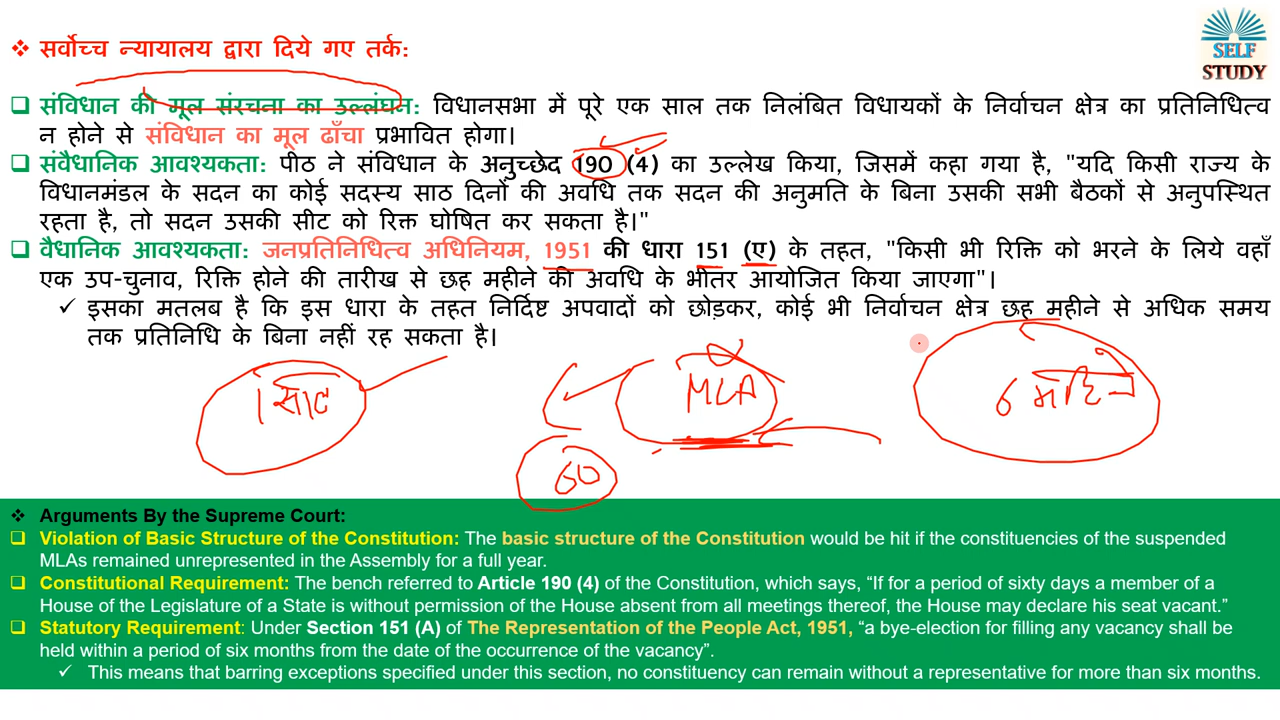 ❖ सर्वोच्च न्यायालय द्वारा दिये गए तर्क:
SELF
STUDY
❑ संविधान की मूल संरचना का उल्लंघन: विधानसभा में पूरे एक साल तक निलंबित विधायकों के निर्वाचन क्षेत्र का प्रतिनिधित्व
न होने से संविधान का मूल ढाँचा प्रभावित होगा।
❑ संवैधानिक आवश्यकता: पीठ ने संविधान के अनुच्छेद 190 (4) का उल्लेख किया, जिसमें कहा गया है, "यदि किसी राज्य के
विधानमंडल के सदन का कोई सदस्य साठ दिनों की अवधि तक सदन की अनुमति के बिना उसकी सभी बैठकों से अनुपस्थित
रहता है, तो सदन उसकी सीट को रिक्त घोषित कर सकता है।"
❑ वैधानिक आवश्यकता: जनप्रतिनिधित्व अधिनियम, 1951 की धारा 151 (ए) के तहत, "किसी भी रिक्ति को भरने के लिये वहाँ
एक उप-चुनाव, रिक्ति होने की तारीख से छह महीने की अवधि के भीतर आयोजित किया जाएगा"।
✓ इसका मतलब है कि इस धारा के तहत निर्दिष्ट अपवादों को छोड़कर, कोई भी निर्वाचन क्षेत्र छह महीने से अधिक समय
तक प्रतिनिधि के बिना नहीं रह सकता है।
1 साल MLA 6 महिने
60
❖ Arguments By the Supreme Court:
❑ Violation of Basic Structure of the Constitution: The basic structure of the Constitution would be hit if the constituencies of the suspended
MLAs remained unrepresented in the Assembly for a full year.
❑ Constitutional Requirement: The bench referred to Article 190 (4) of the Constitution, which says, “If for a period of sixty days a member of a
House of the Legislature of a State is without permission of the House absent from all meetings thereof, the House may declare his seat vacant.”
❑ Statutory Requirement: Under Section 151 (A) of The Representation of the People Act, 1951, “a bye-election for filling any vacancy shall be
held within a period of six months from the date of the occurrence of the vacancy”.
✓ This means that barring exceptions specified under this section, no constituency can remain without a representative for more than six months.